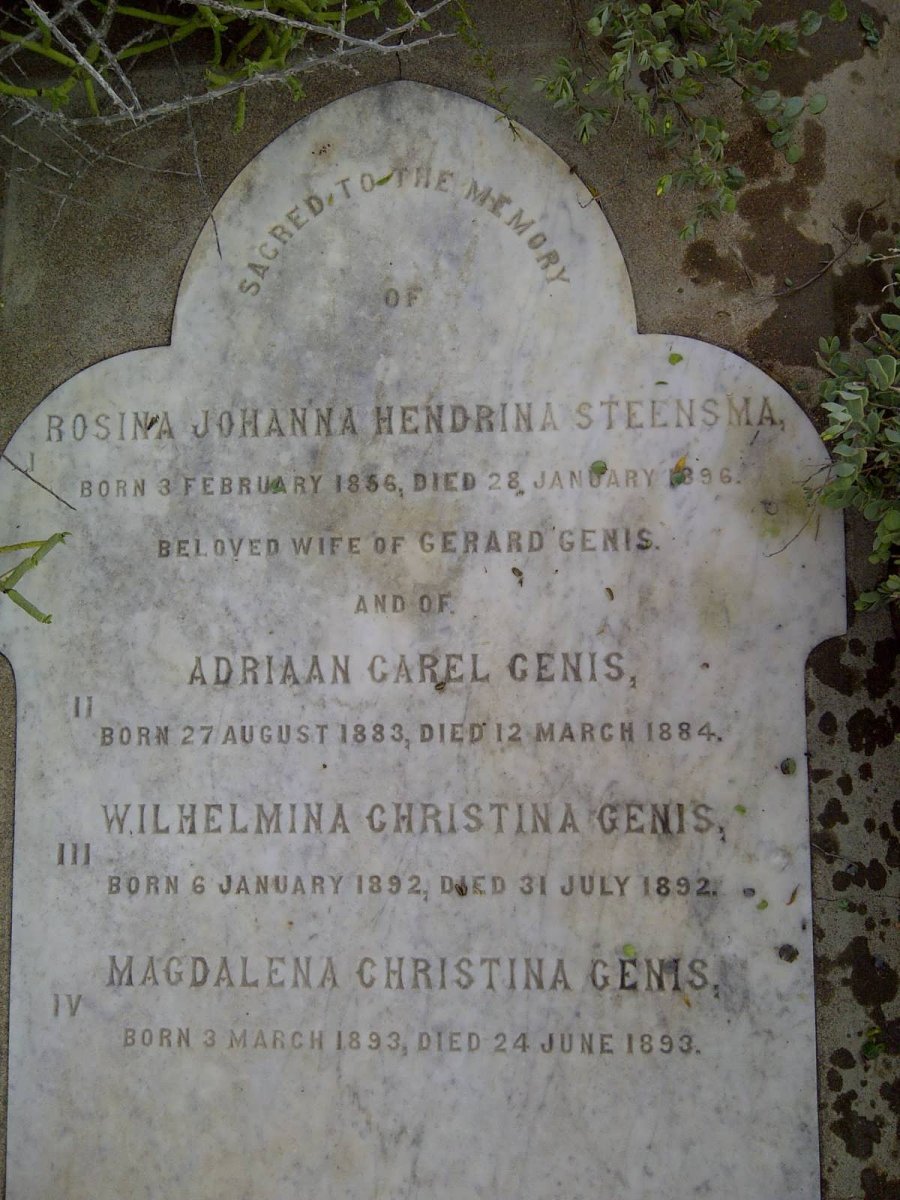 SACRED TO THE MEMORY
OF
ROSINA JOHANNA HENDRINA STEENSMA,
I
BORN 3 FEBRUARY 1856, DIED 28 JANUARY 1896.
BELOVED WIFE OF GERARD GENIS.
AND OF
ADRIAAN CAREL GENIS,
II
BORN 27 AUGUST 1883, DIED 12 MARCH 1884.
WILHELMINA CHRISTINA GENIS,
III
BORN 6 JANUARY 1892, DIED 31 JULY 1892.
MAGDALENA CHRISTINA GENIS,
IV
BORN 3 MARCH 1893, DIED 24 JUNE 1893.